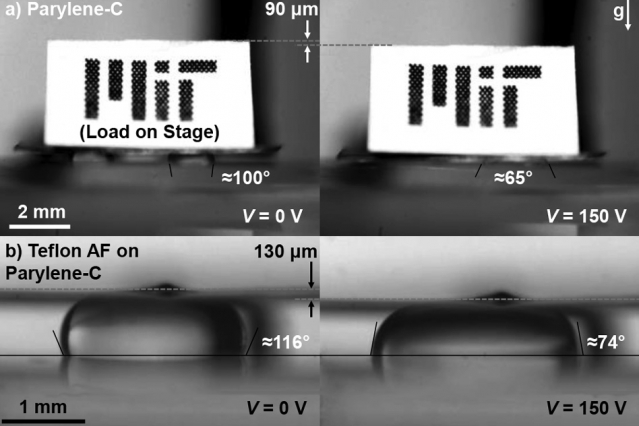 a) Parylene-C
90 µm
g
MIT
(Load on Stage)
≈100°
≈65°
2 mm
V = 0 V
V = 150 V
b) Teflon AF on
Parylene-C
130 µm
≈116°
≈74°
1 mm
V = 0 V
V = 150 V